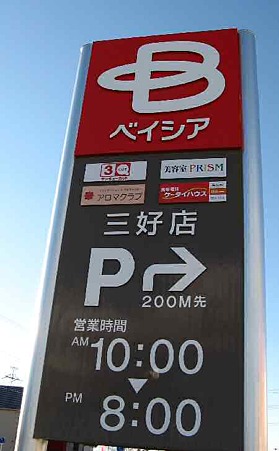 B
ベイシア
3
美容室 PRiSM
アロマクラブ
ケータイハウス
三好店
P
200M先
営業時間
AM 10:00
PM 8:00